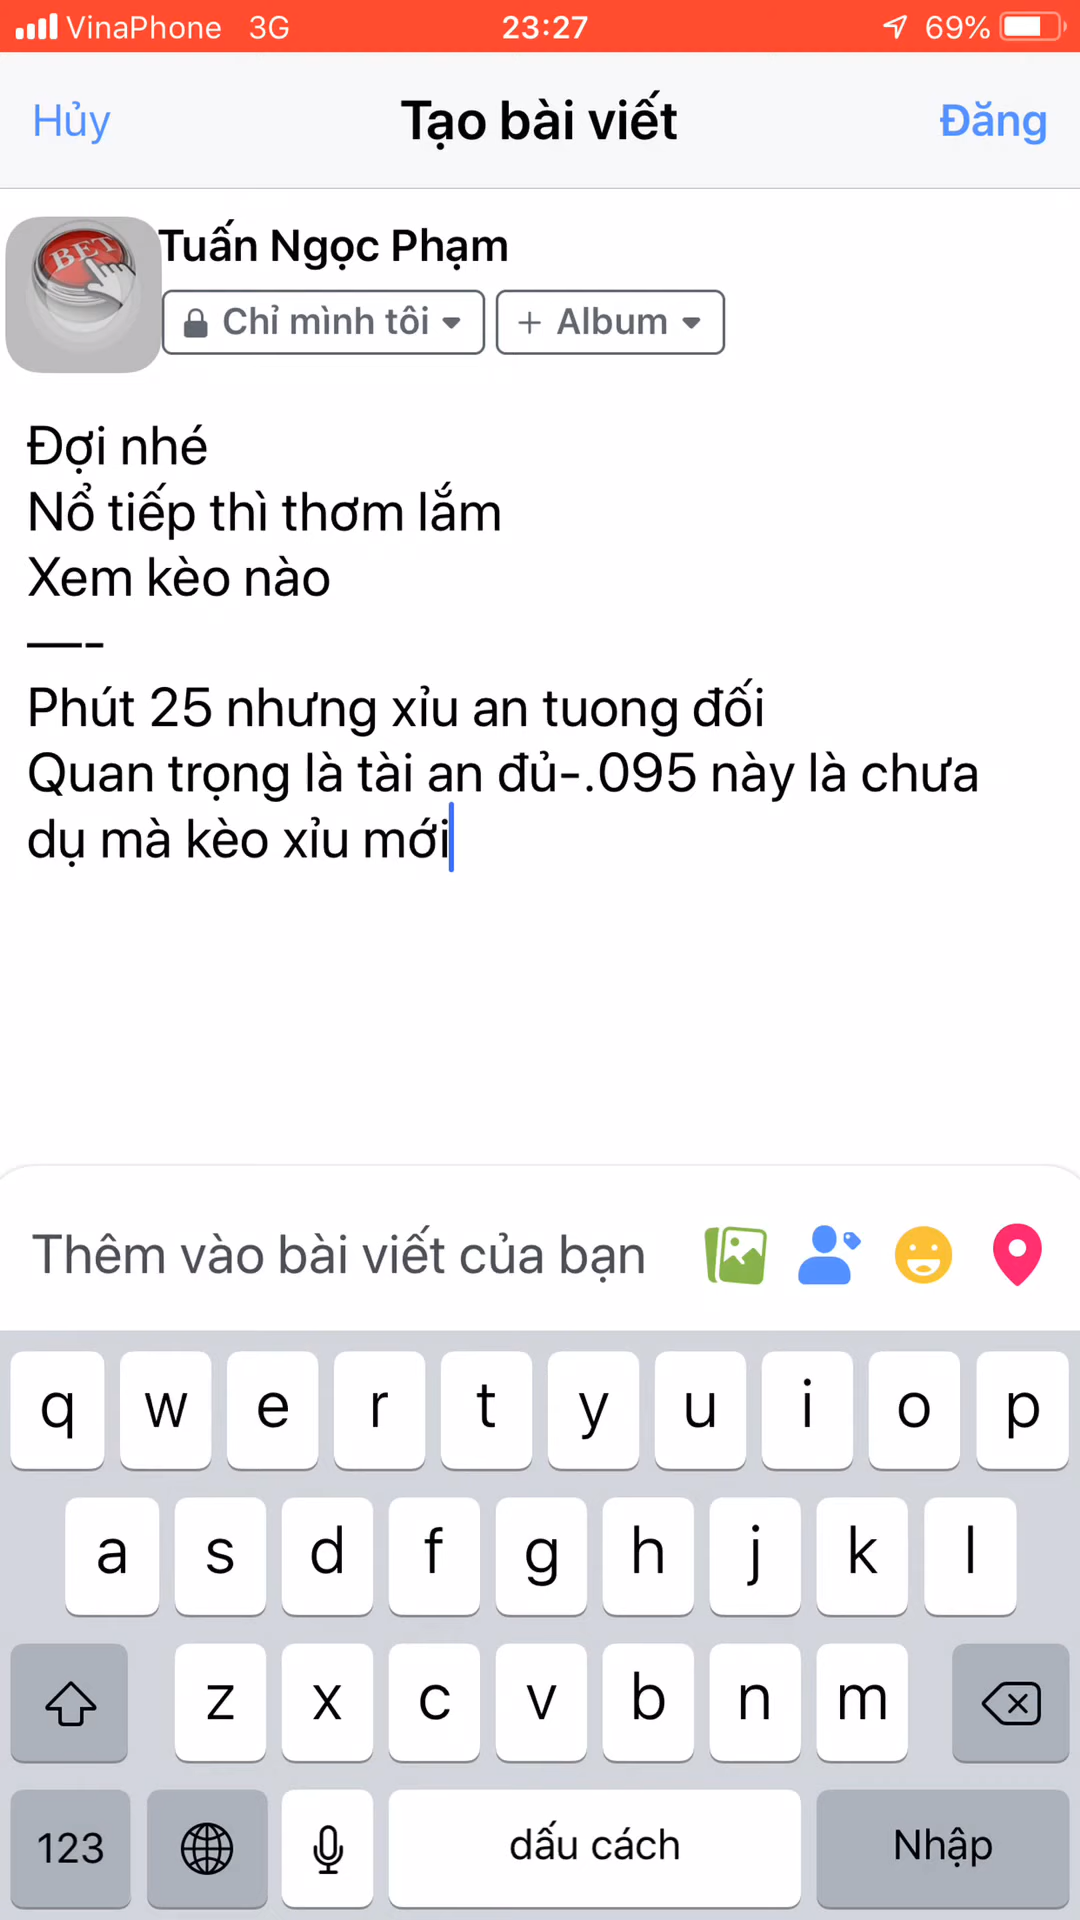 VinaPhone 3G 23:27 69%
Hủy Tạo bài viết Đăng
BET
Tuấn Ngọc Phạm
Chỉ mình tôi + Album
Đợi nhé
Nổ tiếp thì thơm lắm
Xem kèo nào
—--
Phút 25 nhưng xỉu an tuong đối
Quan trọng là tài an đủ-.095 này là chưa
dụ mà kèo xỉu mới
Thêm vào bài viết của bạn
q w e r t y u i o p
a s d f g h j k l
z x c v b n m
123 dấu cách Nhập